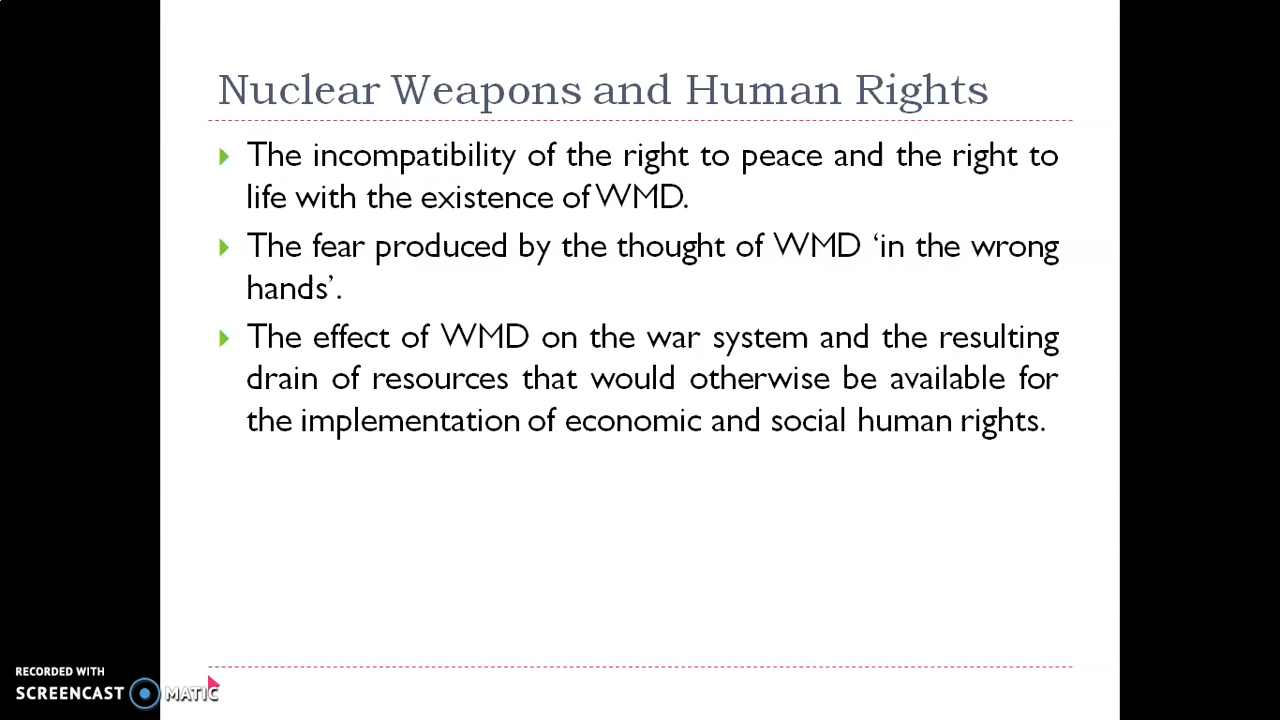 Nuclear Weapons and Human Rights
The incompatibility of the right to peace and the right to
life with the existence of WMD.
The fear produced by the thought of WMD ‘in the wrong
hands’.
The effect of WMD on the war system and the resulting
drain of resources that would otherwise be available for
the implementation of economic and social human rights.
RECORDED WITH
SCREENCAST MATIC